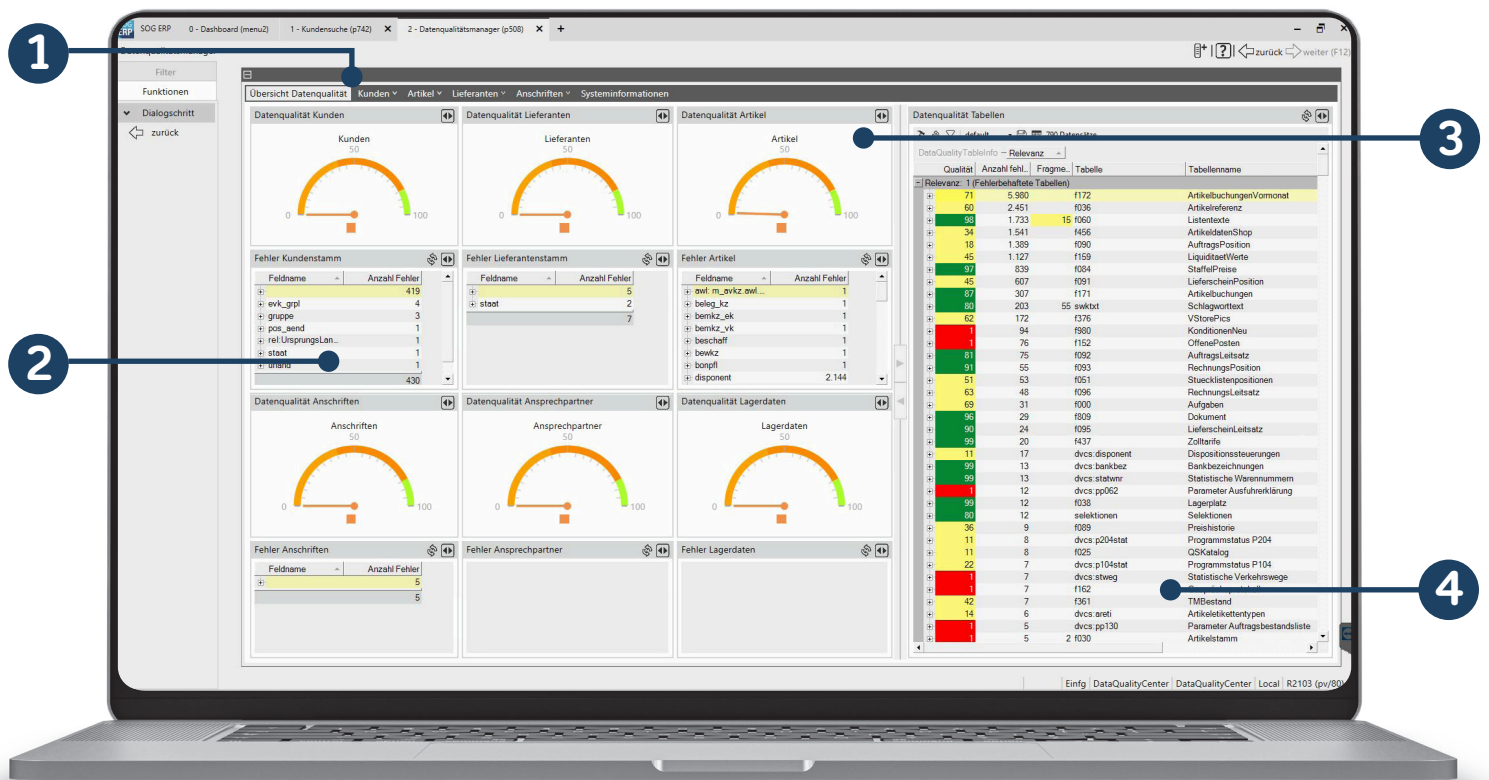 1
2
3
4
SOG ERP 0 - Dashboard (menu2) 1 - Kundensuche (p742) 2 - Datenqualitätsmanager (p508)
Datenqualitätsmanager
zurück weiter (F12)
Filter
Funktionen
Dialogschritt
zurück
Übersicht Datenqualität Kunden Artikel Lieferanten Anschriften Systeminformationen
Datenqualität Kunden
Kunden
50
0 100
Datenqualität Lieferanten
Lieferanten
50
0 100
Datenqualität Artikel
Artikel
50
0 100
Fehler Kundenstamm
Feldname Anzahl Fehler
419
evk_grpl 4
gruppe 3
pos_aend 1
rel:UrsprungsLan... 1
staat 1
1
430
Fehler Lieferantenstamm
Feldname Anzahl Fehler
5
staat 2
7
Fehler Artikel
Feldname Anzahl Fehler
awl: m_avkz.awl... 1
beleg_kz 1
bemkz_ek 1
bemkz_vk 1
beschaff 1
bewkz 1
bonpfl 1
disponent 2.144
Datenqualität Anschriften
Anschriften
50
0 100
Datenqualität Ansprechpartner
Ansprechpartner
50
0 100
Datenqualität Lagerdaten
Lagerdaten
50
0 100
Fehler Anschriften
Feldname Anzahl Fehler
5
5
Fehler Ansprechpartner
Fehler Lagerdaten
Datenqualität Tabellen
default 790 Datensätze
DataQualityTableInfo – Relevanz
Qualität Anzahl fehl... Fragme... Tabelle Tabellenname
Relevanz: 1 (Fehlerbehaftete Tabellen)
71 5.980 f172 ArtikelbuchungenVormonat
60 2.451 f036 Artikelreferenz
98 1.733 15 f060 Listentexte
34 1.541 f456 ArtikeldatenShop
18 1.389 f090 AuftragsPosition
45 1.127 f159 LiquiditaetWerte
97 839 f084 StaffelPreise
45 607 f091 LieferscheinPosition
87 307 f171 Artikelbuchungen
80 203 55 swktxt Schlagworttext
62 172 f376 VStorePics
1 94 f980 KonditionenNeu
1 76 f152 OffenePosten
81 75 f092 AuftragsLeitsatz
91 55 f093 RechnungsPosition
51 53 f051 Stuecklistenpositionen
63 48 f096 RechnungsLeitsatz
69 31 f000 Aufgaben
96 29 f809 Dokument
90 24 f095 LieferscheinLeitsatz
99 20 f437 Zolltarife
11 17 dvcs:disponent Dispositionssteuerungen
99 13 dvcs:bankbez Bankbezeichnungen
99 13 dvcs:statwnr Statistische Warennummern
1 12 dvcs:pp062 Parameter Ausfuhrerklärung
99 12 f038 Lagerplatz
80 12 selektionen Selektionen
36 9 f089 Preishistorie
11 8 dvcs:p204stat Programmstatus P204
11 8 f025 QSKatalog
22 7 dvcs:p104stat Programmstatus P104
1 7 dvcs:stweg Statistische Verkehrswege
1 7 f162
42 7 f361 TMBestand
14 6 dvcs:areti Artikeletikettentypen
1 5 dvcs:pp130 Parameter Auftragsbestandsliste
1 5 2 f030 Artikelstamm
Einfg DataQualityCenter DataQualityCenter Local R2103 (pv/80)